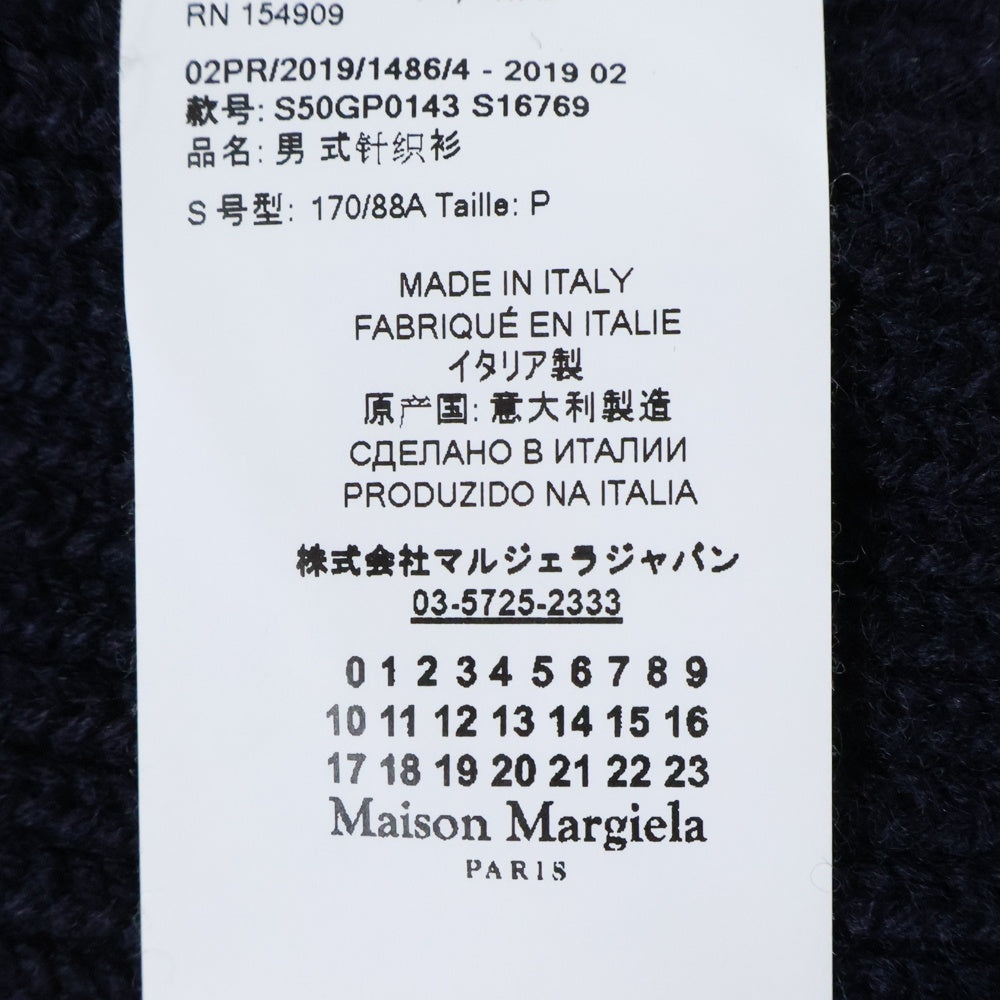 RN 154909
02PR/2019/1486/4 - 2019 02
款号: S50GP0143 S16769
品名: 男 式针织衫
S 号型: 170/88A Taille: P
MADE IN ITALY
FABRIQUÉ EN ITALIE
イタリア製
原产国: 意大利製造
СДЕЛАНО В ИТАЛИИ
PRODUZIDO NA ITALIA
株式会社マルジェラジャパン
03-5725-2333
0 1 2 3 4 5 6 7 8 9
10 11 12 13 14 15 16
17 18 19 20 21 22 23
Maison Margiela
PARIS